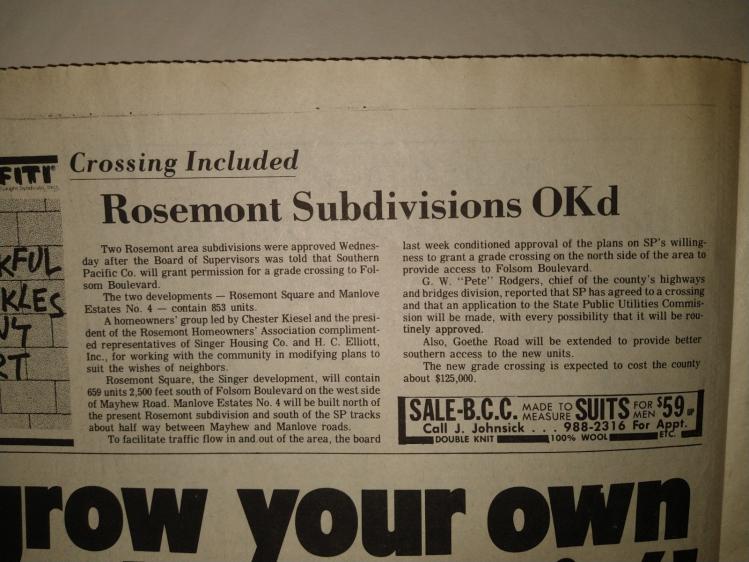 FITI
KFUL
KLES
Crossing Included
Rosemont Subdivisions OKd
Two Rosemont area subdivisions were approved Wednes-
day after the Board of Supervisors was told that Southern
Pacific Co. will grant permission for a grade crossing to Fol-
som Boulevard.
The two developments — Rosemont Square and Manlove
Estates No. 4 — contain 853 units.
A homeowners' group led by Chester Kiesel and the presi-
dent of the Rosemont Homeowners' Association compliment-
ed representatives of Singer Housing Co. and H. C. Elliott,
Inc., for working with the community in modifying plans to
suit the wishes of neighbors.
Rosemont Square, the Singer development, will contain
659 units 2,500 feet south of Folsom Boulevard on the west side
of Mayhew Road. Manlove Estates No. 4 will be built north of
the present Rosemont subdivision and south of the SP tracks
about half way between Mayhew and Manlove roads.
To facilitate traffic flow in and out of the area, the board
last week conditioned approval of the plans on SP's willing-
ness to grant a grade crossing on the north side of the area to
provide access to Folsom Boulevard.
G. W. "Pete" Rodgers, chief of the county's highways
and bridges division, reported that SP has agreed to a crossing
and that an application to the State Public Utilities Commis-
sion will be made, with every possibility that it will be rou-
tinely approved.
Also, Goethe Road will be extended to provide better
southern access to the new units.
The new grade crossing is expected to cost the county
about $125,000.
SALE-B.C.C. MADE TO MEASURE SUITS FOR MEN $59 UP
Call J. Johnsick . . . 988-2316 For Appt.
DOUBLE KNIT 100% WOOL ETC.
grow your own